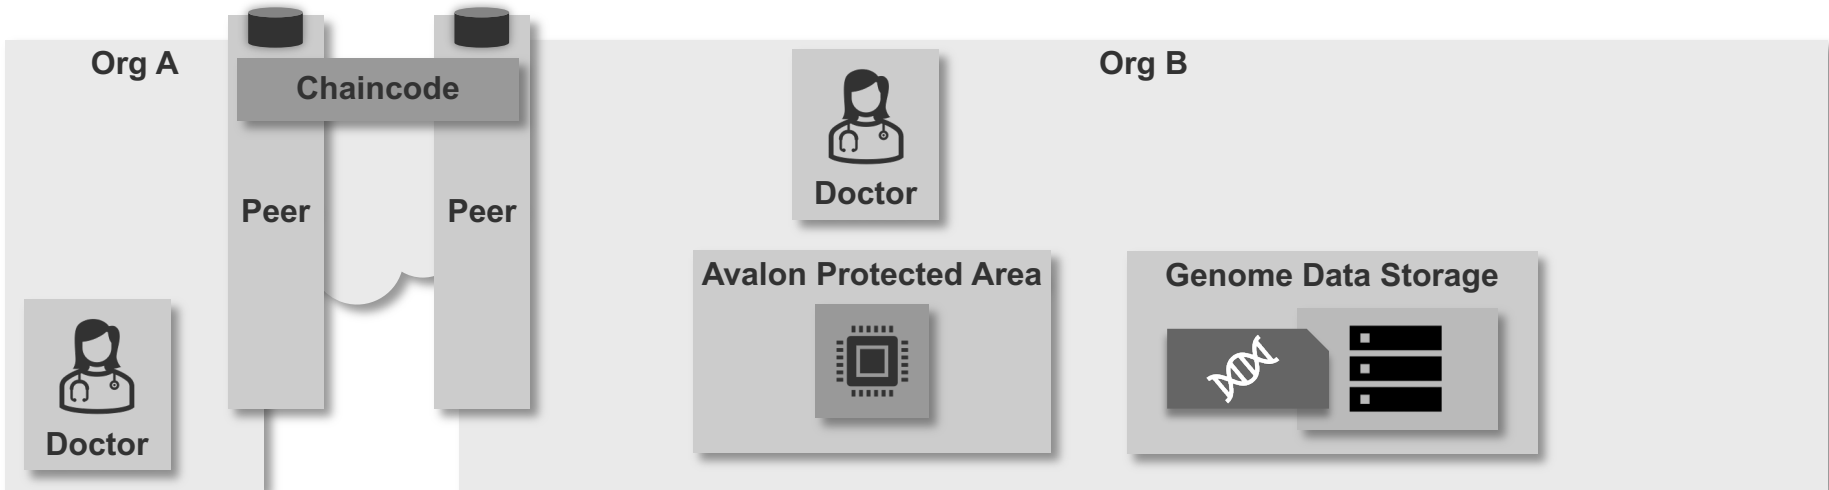 Org A
Chaincode
Org B
Doctor
Peer
Peer
Avalon Protected Area
Genome Data Storage
Doctor